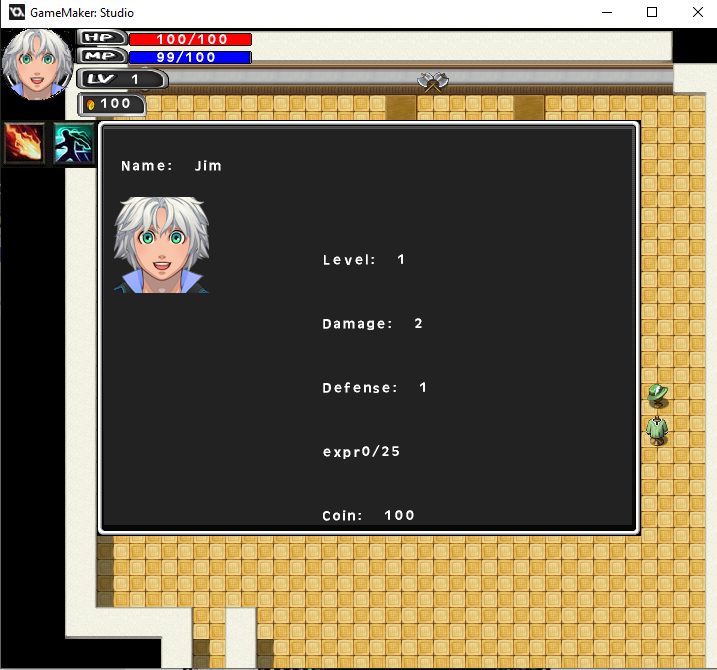 GameMaker: Studio
HP 100/100
MP 99/100
LV 1
100
Name: Jim
Level: 1
Damage: 2
Defense: 1
expr0/25
Coin: 100